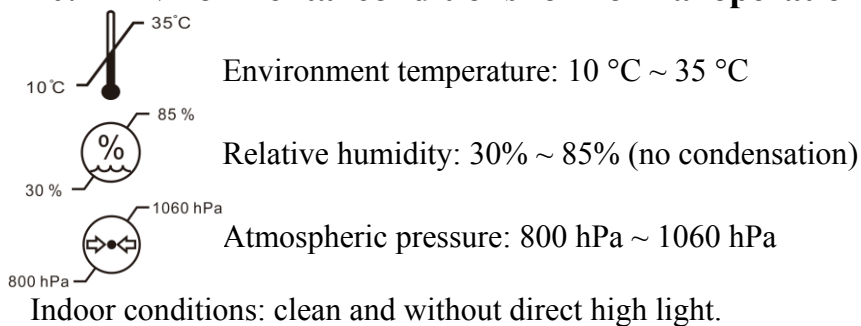 35°C
10°C
Environment temperature: 10 °C ~ 35 °C
85 %
%
30 %
Relative humidity: 30% ~ 85% (no condensation)
1060 hPa
800 hPa
Atmospheric pressure: 800 hPa ~ 1060 hPa
Indoor conditions: clean and without direct high light.